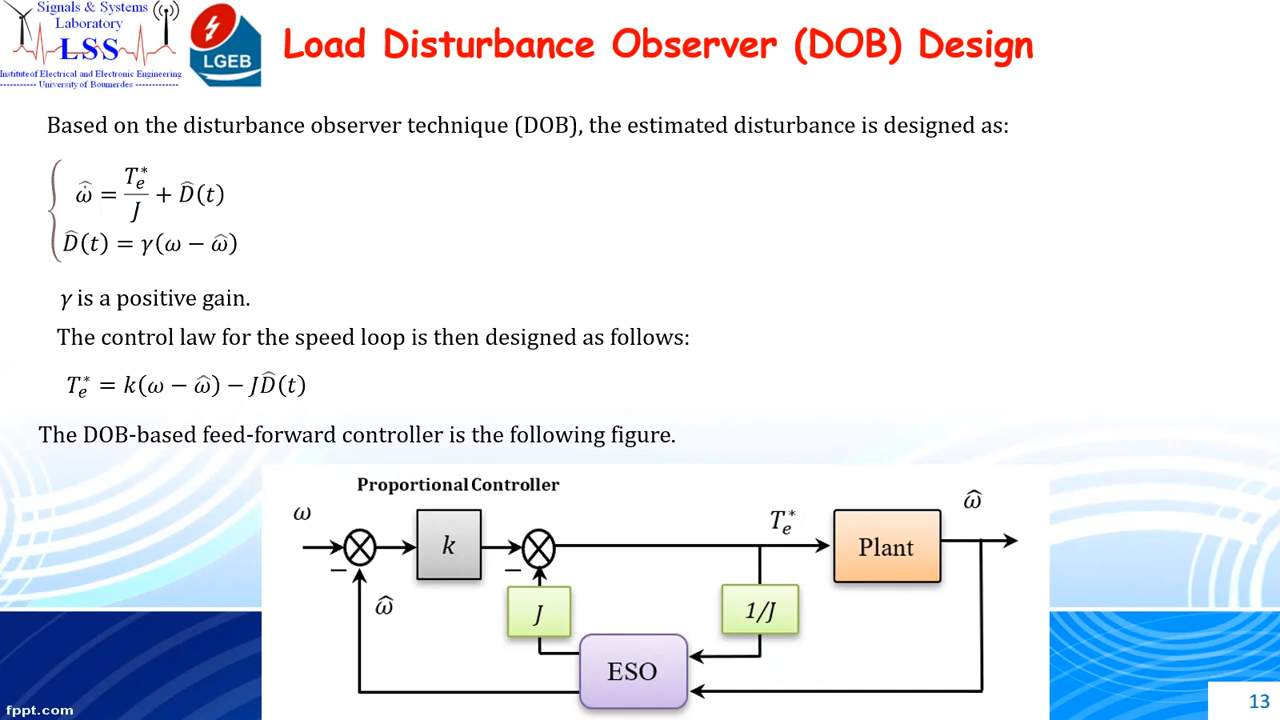 Signals & Systems
Laboratory
LSS
Institute of Electrical and Electronic Engineering
----------- University of Boumerdes -------------
LGEB
Load Disturbance Observer (DOB) Design
Based on the disturbance observer technique (DOB), the estimated disturbance is designed as:
ω̂̇ = T_e^*/J + D̂(t)
D̂(t) = γ(ω − ω̂)
γ is a positive gain.
The control law for the speed loop is then designed as follows:
T_e^* = k(ω − ω̂) − JD̂(t)
The DOB-based feed-forward controller is the following figure.
Proportional Controller
ω
k
T_e^*
Plant
ω̂
−
−
ω̂
J
1/J
ESO
fppt.com
13